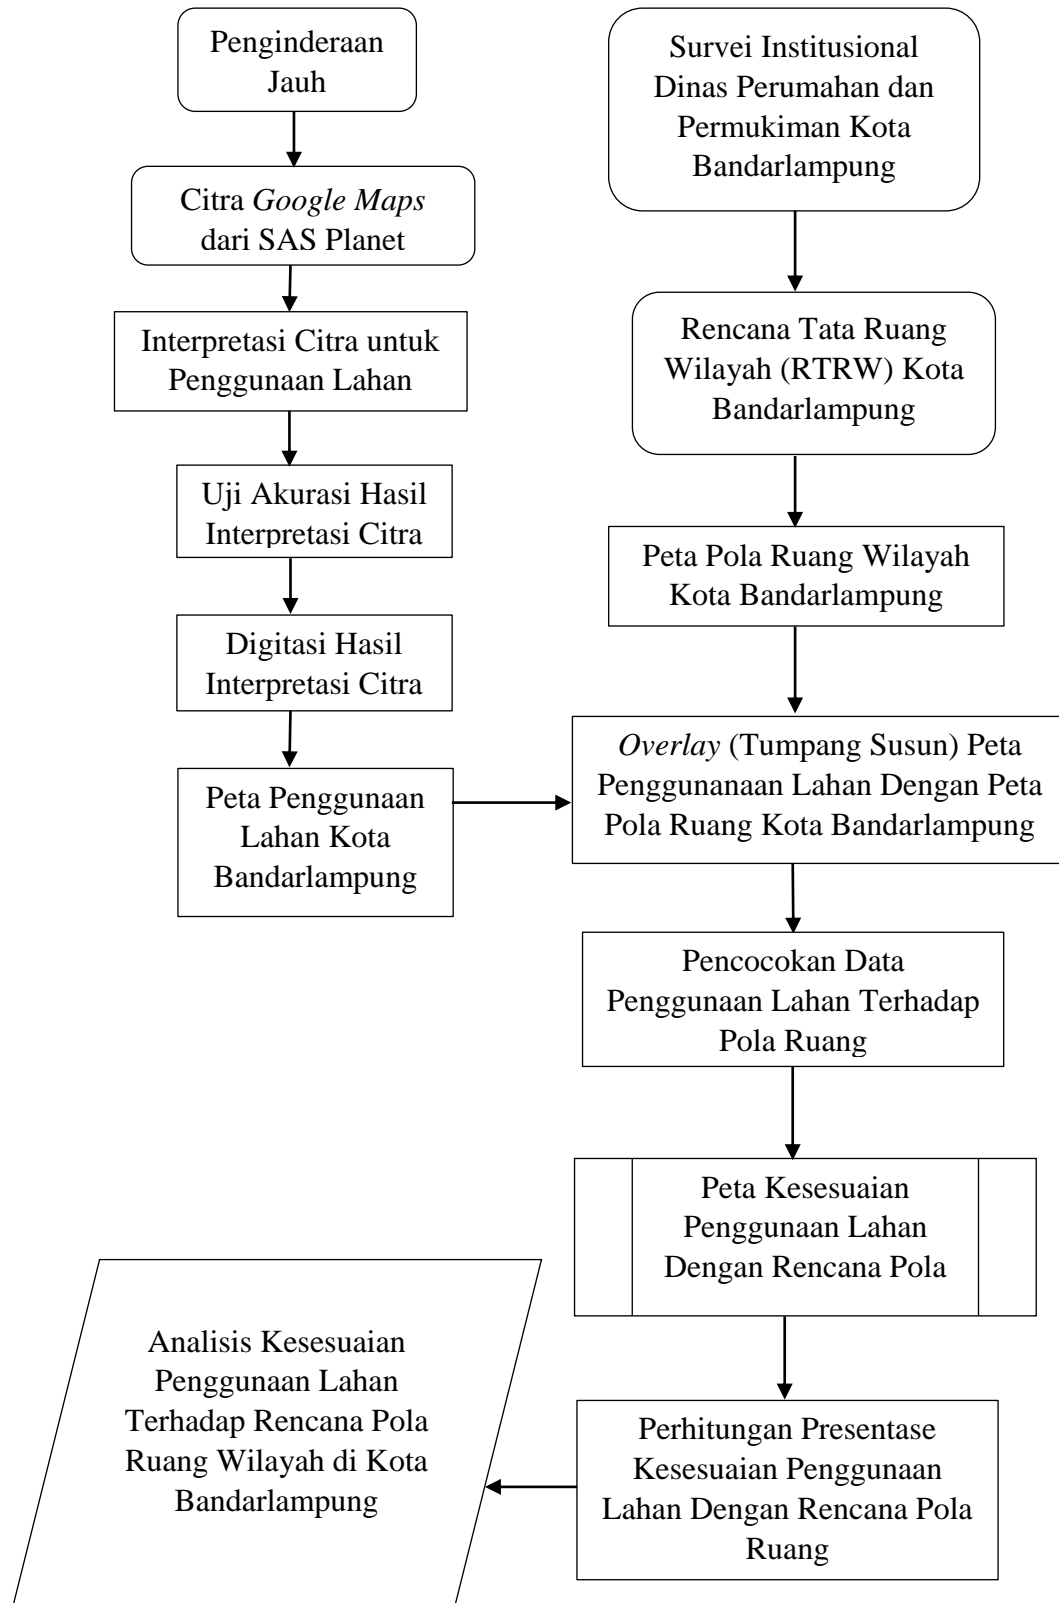 Penginderaan
Jauh
Citra Google Maps
dari SAS Planet
Interpretasi Citra untuk
Penggunaan Lahan
Uji Akurasi Hasil
Interpretasi Citra
Digitasi Hasil
Interpretasi Citra
Peta Penggunaan
Lahan Kota
Bandarlampung
Survei Institusional
Dinas Perumahan dan
Permukiman Kota
Bandarlampung
Rencana Tata Ruang
Wilayah (RTRW) Kota
Bandarlampung
Peta Pola Ruang Wilayah
Kota Bandarlampung
Overlay (Tumpang Susun) Peta
Penggunanaan Lahan Dengan Peta
Pola Ruang Kota Bandarlampung
Pencocokan Data
Penggunaan Lahan Terhadap
Pola Ruang
Peta Kesesuaian
Penggunaan Lahan
Dengan Rencana Pola
Perhitungan Presentase
Kesesuaian Penggunaan
Lahan Dengan Rencana Pola
Ruang
Analisis Kesesuaian
Penggunaan Lahan
Terhadap Rencana Pola
Ruang Wilayah di Kota
Bandarlampung